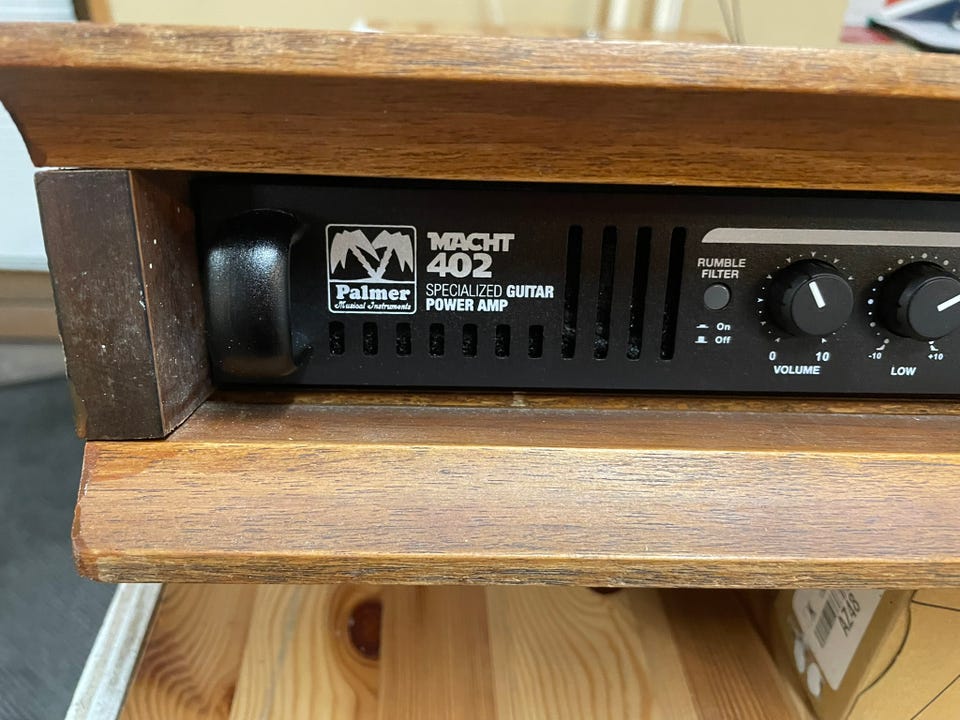 Palmer
Musical Instruments
MACHT
402
SPECIALIZED GUITAR
POWER AMP
RUMBLE
FILTER
On
Off
0 10
VOLUME
-10 +10
LOW
K
AZ48